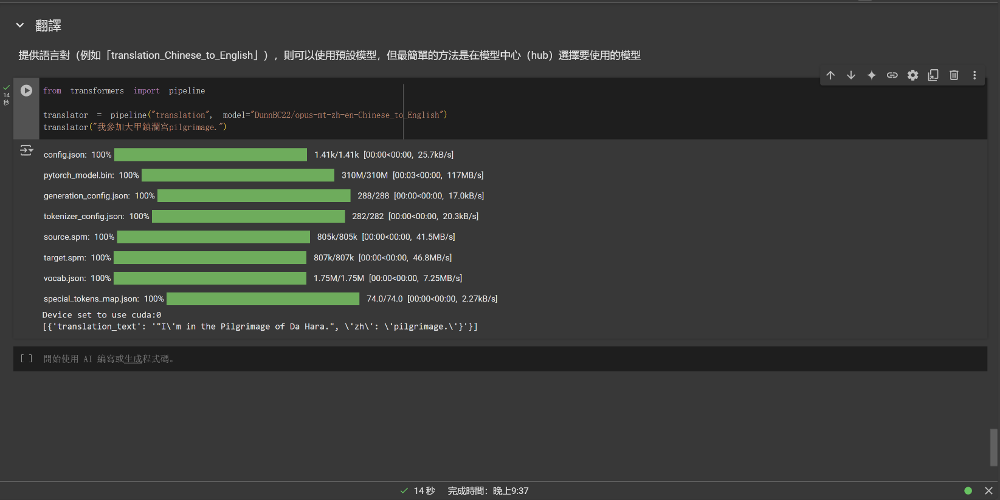 翻譯
提供語言對（例如「translation_Chinese_to_English」），則可以使用預設模型，但最簡單的方法是在模型中心（hub）選擇要使用的模型
14
秒
from transformers import pipeline
translator = pipeline("translation", model="DunnBC22/opus-mt-zh-en-Chinese_to_English")
translator("我參加大甲鎮瀾宮pilgrimage.")
config.json: 100% 1.41k/1.41k [00:00<00:00, 25.7kB/s]
pytorch_model.bin: 100% 310M/310M [00:03<00:00, 117MB/s]
generation_config.json: 100% 288/288 [00:00<00:00, 17.0kB/s]
tokenizer_config.json: 100% 282/282 [00:00<00:00, 20.3kB/s]
source.spm: 100% 805k/805k [00:00<00:00, 41.5MB/s]
target.spm: 100% 807k/807k [00:00<00:00, 46.8MB/s]
vocab.json: 100% 1.75M/1.75M [00:00<00:00, 7.25MB/s]
special_tokens_map.json: 100% 74.0/74.0 [00:00<00:00, 2.27kB/s]
Device set to use cuda:0
[{'translation_text': '"I\'m in the Pilgrimage of Da Hara.", \'zh\': \'pilgrimage.\'}'}]
[ ] 開始使用 AI 編寫或生成程式碼。
14 秒 完成時間：晚上9:37